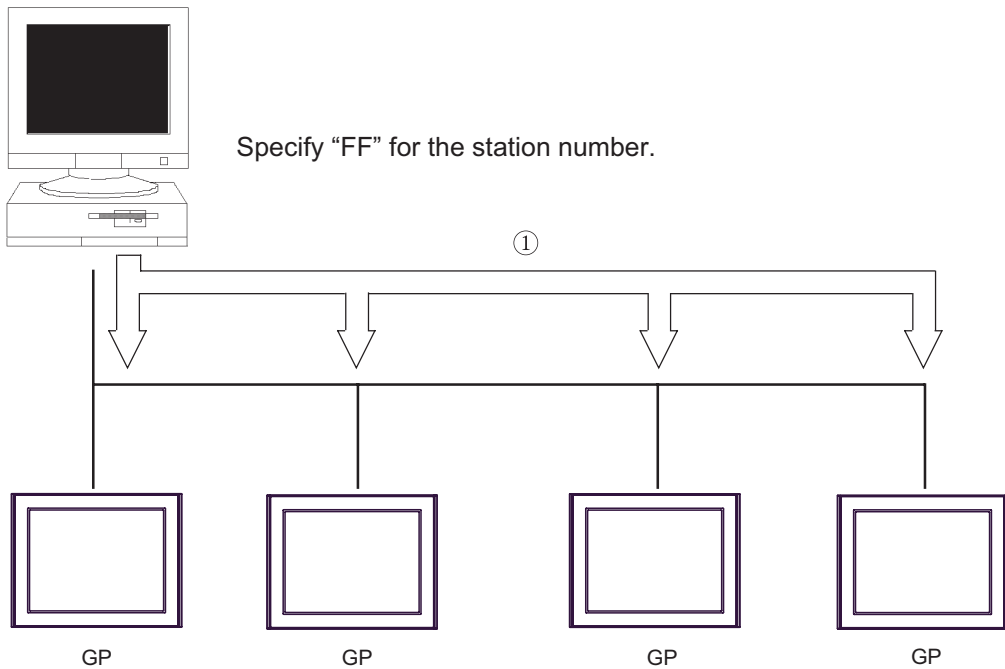 Specify “FF” for the station number.
①
GP
GP
GP
GP